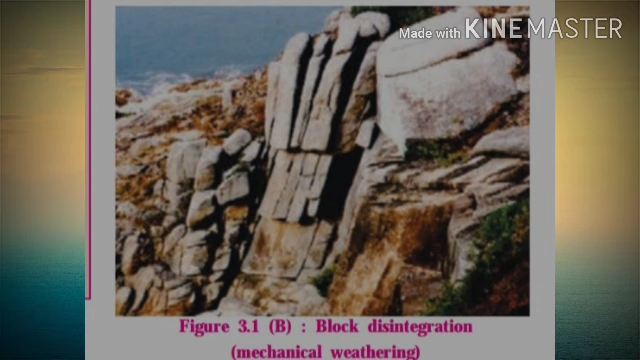 Made with KINEMASTER
Figure 3.1 (B) : Block disintegration
(mechanical weathering)